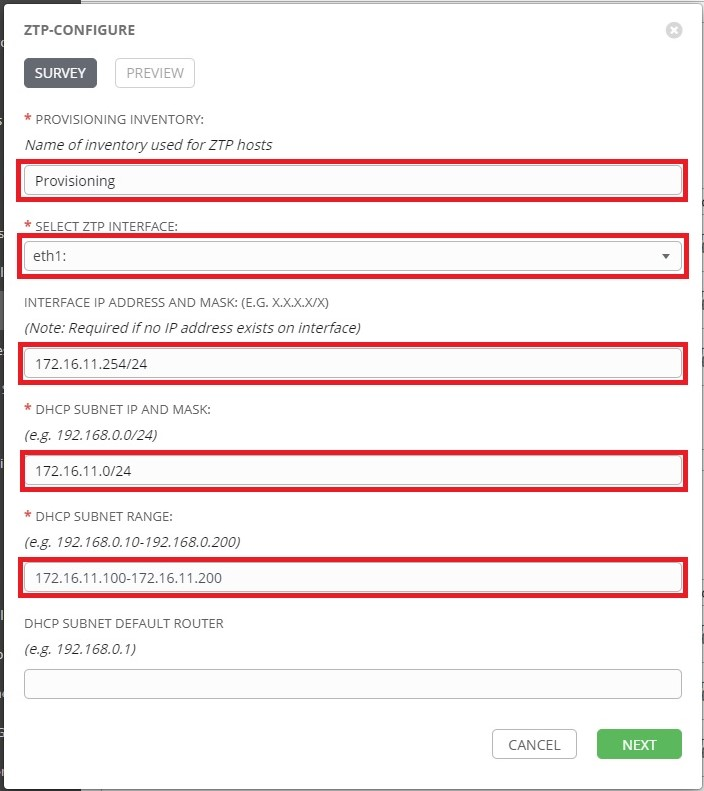 ZTP-CONFIGURE
SURVEY
PREVIEW
* PROVISIONING INVENTORY:
Name of inventory used for ZTP hosts
Provisioning
* SELECT ZTP INTERFACE:
eth1:
INTERFACE IP ADDRESS AND MASK: (E.G. X.X.X.X/X)
(Note: Required if no IP address exists on interface)
172.16.11.254/24
* DHCP SUBNET IP AND MASK:
(e.g. 192.168.0.0/24)
172.16.11.0/24
* DHCP SUBNET RANGE:
(e.g. 192.168.0.10-192.168.0.200)
172.16.11.100-172.16.11.200
DHCP SUBNET DEFAULT ROUTER
(e.g. 192.168.0.1)
CANCEL
NEXT